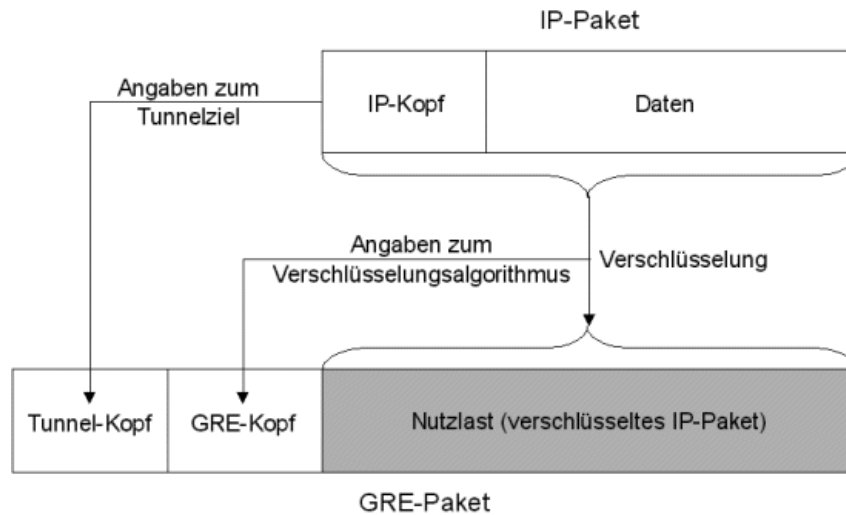 IP-Paket
Angaben zum
Tunnelziel
IP-Kopf
Daten
Angaben zum
Verschlüsselungsalgorithmus
Verschlüsselung
Tunnel-Kopf
GRE-Kopf
Nutzlast (verschlüsseltes IP-Paket)
GRE-Paket